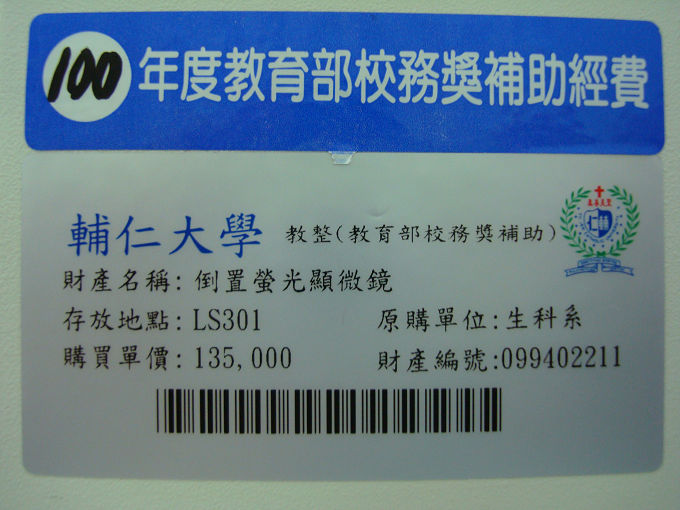 100年度教育部校務獎補助經費
輔仁大學 教整(教育部校務獎補助)
財產名稱: 倒置螢光顯微鏡
存放地點: LS301 原購單位:生科系
購買單價: 135,000 財產編號:099402211